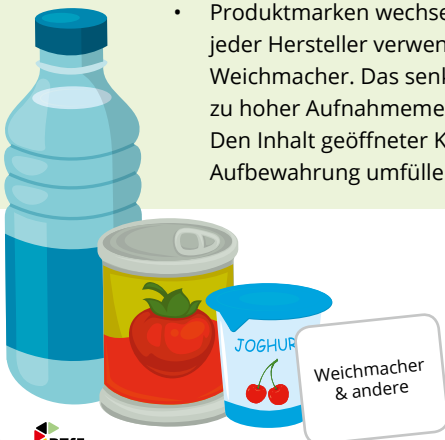 • Produktmarken wechse
jeder Hersteller verwen
Weichmacher. Das senk
zu hoher Aufnahmeme
Den Inhalt geöffneter K
Aufbewahrung umfülle
JOGHUR
Weichmacher
& andere